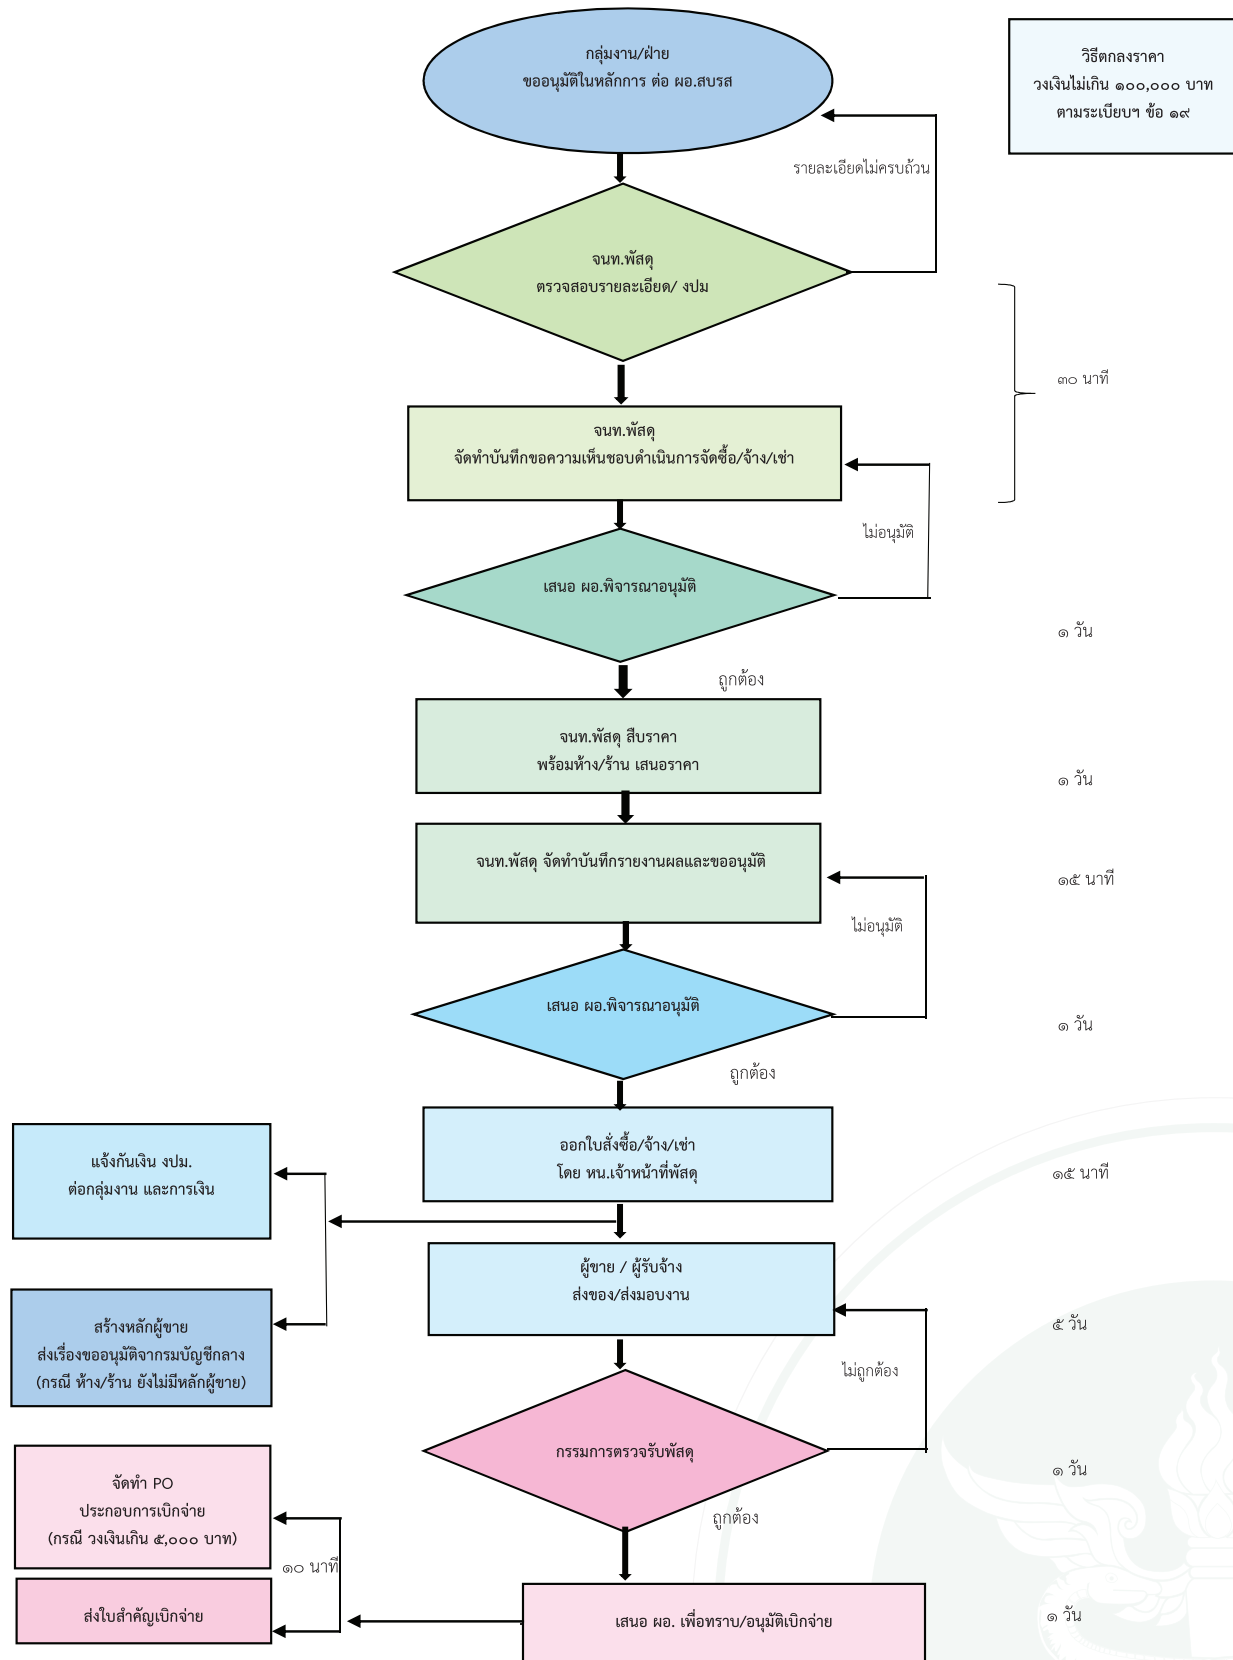 กลุ่มงาน/ฝ่าย
ขออนุมัติในหลักการ ต่อ ผอ.สบรส
วิธีตกลงราคา
วงเงินไม่เกิน ๑๐๐,๐๐๐ บาท
ตามระเบียบฯ ข้อ ๑๙
รายละเอียดไม่ครบถ้วน
จนท.พัสดุ
ตรวจสอบรายละเอียด/ งปม
๓๐ นาที
จนท.พัสดุ
จัดทำบันทึกขอความเห็นชอบดำเนินการจัดซื้อ/จ้าง/เช่า
ไม่อนุมัติ
เสนอ ผอ.พิจารณาอนุมัติ
๑ วัน
ถูกต้อง
จนท.พัสดุ สืบราคา
พร้อมห้าง/ร้าน เสนอราคา
๑ วัน
จนท.พัสดุ จัดทำบันทึกรายงานผลและขออนุมัติ
๑๕ นาที
ไม่อนุมัติ
เสนอ ผอ.พิจารณาอนุมัติ
๑ วัน
ถูกต้อง
ออกใบสั่งซื้อ/จ้าง/เช่า
โดย หน.เจ้าหน้าที่พัสดุ
๑๕ นาที
แจ้งกันเงิน งปม.
ต่อกลุ่มงาน และการเงิน
ผู้ขาย / ผู้รับจ้าง
ส่งของ/ส่งมอบงาน
๕ วัน
สร้างหลักผู้ขาย
ส่งเรื่องขออนุมัติจากรมบัญชีกลาง
(กรณี ห้าง/ร้าน ยังไม่มีหลักผู้ขาย)
ไม่ถูกต้อง
กรรมการตรวจรับพัสดุ
๑ วัน
ถูกต้อง
จัดทำ PO
ประกอบการเบิกจ่าย
(กรณี วงเงินเกิน ๕,๐๐๐ บาท)
๑๐ นาที
ส่งใบสำคัญเบิกจ่าย
เสนอ ผอ. เพื่อทราบ/อนุมัติเบิกจ่าย
๑ วัน